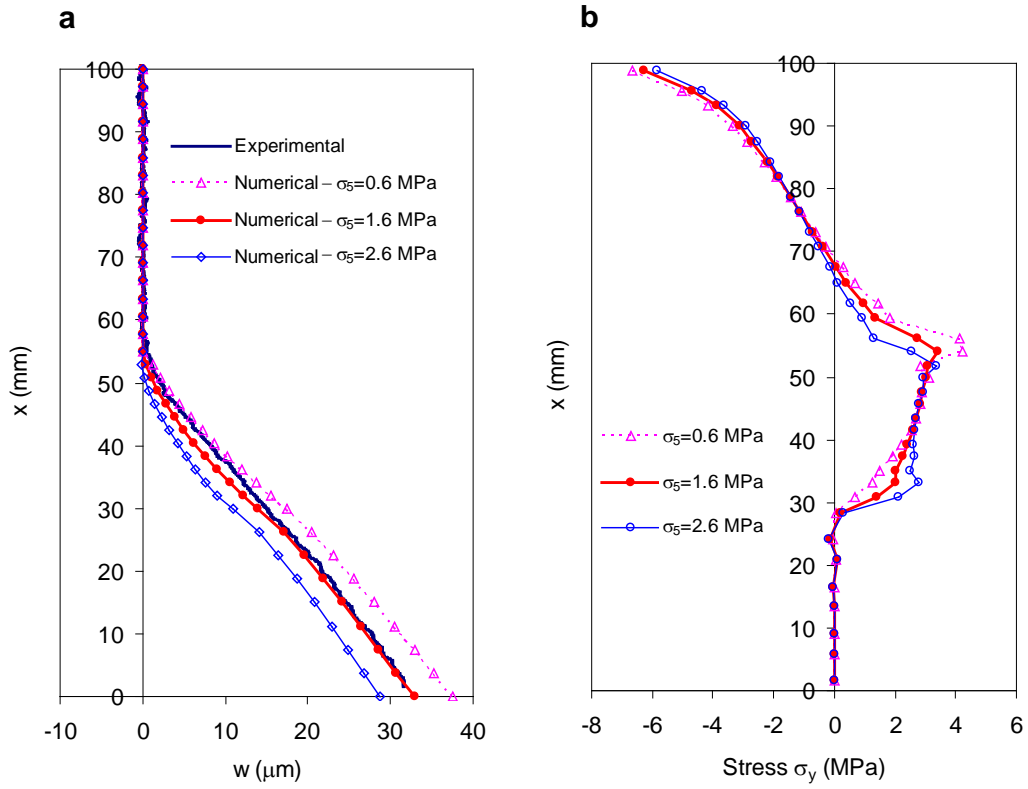 a
100
90
80
70
60
50
40
30
20
10
0
x (mm)
Experimental
Numerical – σ5=0.6 MPa
Numerical – σ5=1.6 MPa
Numerical – σ5=2.6 MPa
-10
0
10
20
30
40
w (μm)
b
100
90
80
70
60
50
40
30
20
10
0
x (mm)
σ5=0.6 MPa
σ5=1.6 MPa
σ5=2.6 MPa
-8
-6
-4
-2
0
2
4
6
Stress σy (MPa)